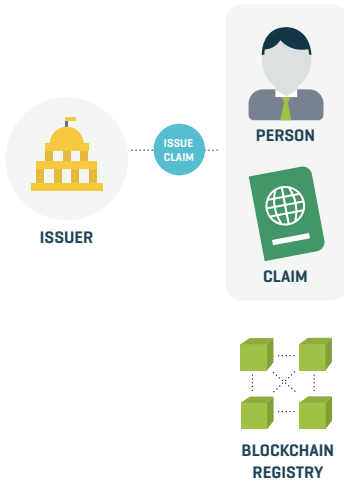 ISSUER
ISSUE
CLAIM
PERSON
CLAIM
BLOCKCHAIN
REGISTRY